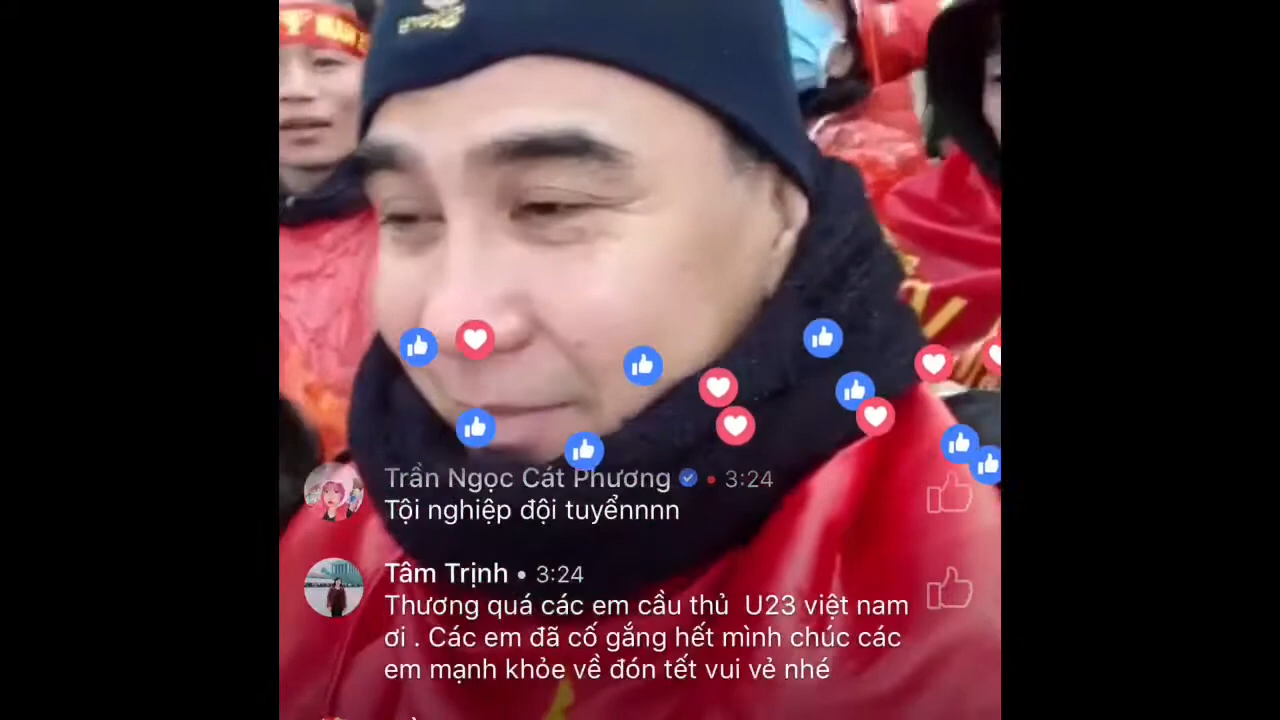 Trần Ngọc Cát Phương • 3:24
Tội nghiệp đội tuyểnnnn
Tâm Trịnh • 3:24
Thương quá các em cầu thủ U23 việt nam
ơi . Các em đã cố gắng hết mình chúc các
em mạnh khỏe về đón tết vui vẻ nhé